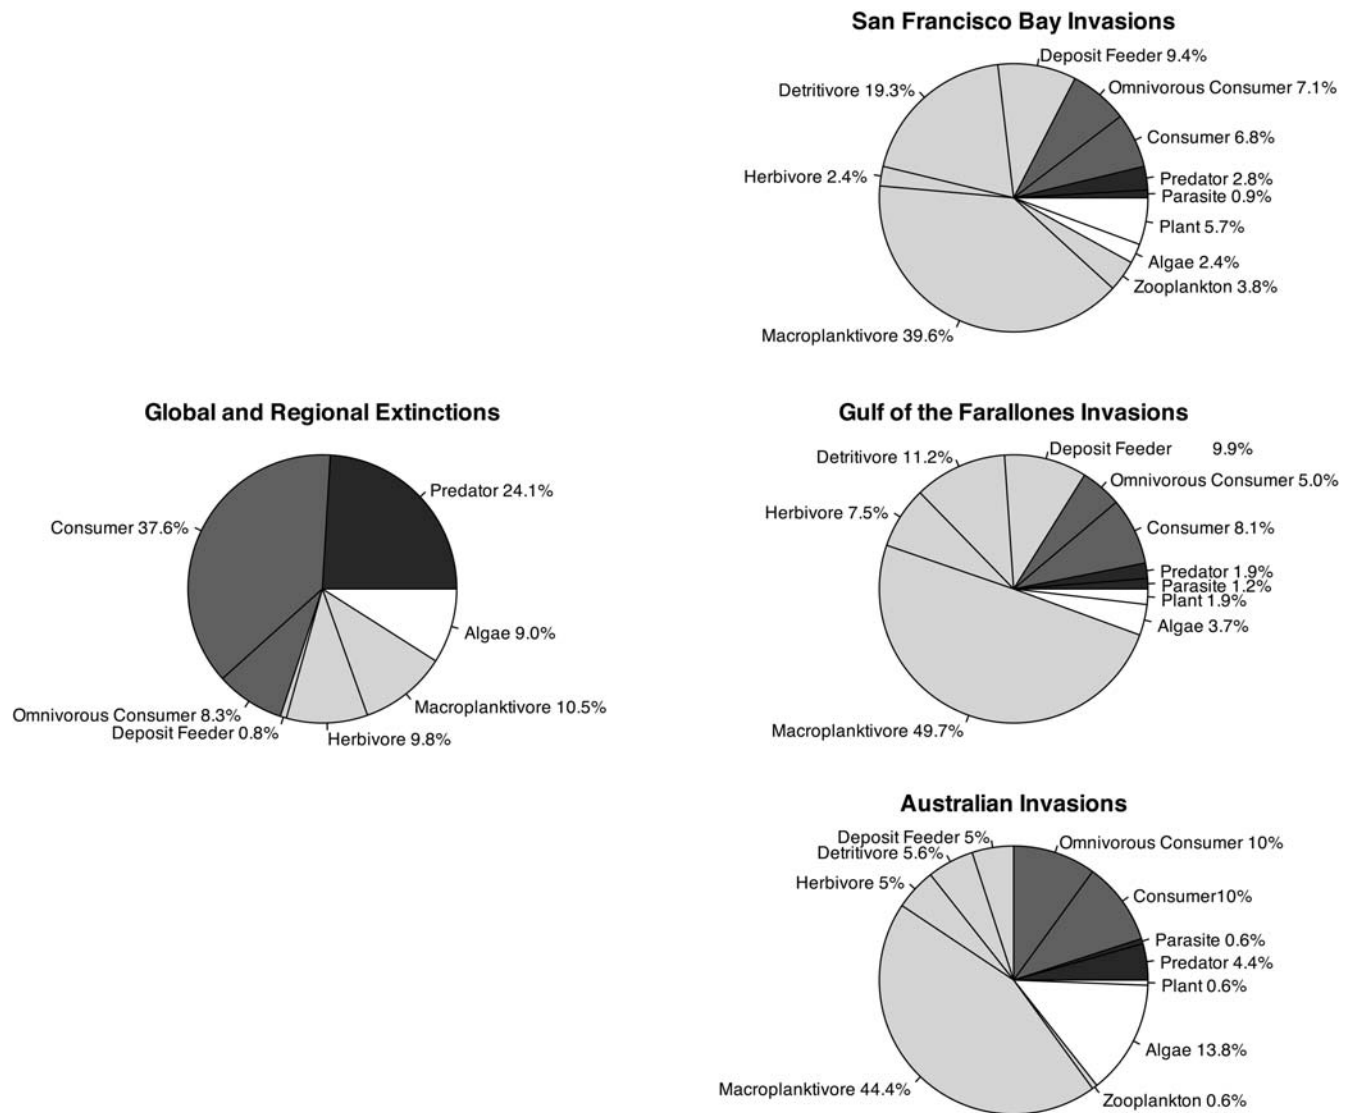 San Francisco Bay Invasions
Deposit Feeder 9.4%
Omnivorous Consumer 7.1%
Detritivore 19.3%
Consumer 6.8%
Herbivore 2.4%
Predator 2.8%
Parasite 0.9%
Plant 5.7%
Algae 2.4%
Zooplankton 3.8%
Macroplanktivore 39.6%
Global and Regional Extinctions
Predator 24.1%
Consumer 37.6%
Algae 9.0%
Macroplanktivore 10.5%
Omnivorous Consumer 8.3%
Deposit Feeder 0.8%
Herbivore 9.8%
Gulf of the Farallones Invasions
Deposit Feeder 9.9%
Detritivore 11.2%
Omnivorous Consumer 5.0%
Herbivore 7.5%
Consumer 8.1%
Predator 1.9%
Parasite 1.2%
Plant 1.9%
Algae 3.7%
Macroplanktivore 49.7%
Australian Invasions
Deposit Feeder 5%
Omnivorous Consumer 10%
Detritivore 5.6%
Herbivore 5%
Consumer10%
Parasite 0.6%
Predator 4.4%
Plant 0.6%
Algae 13.8%
Macroplanktivore 44.4%
Zooplankton 0.6%